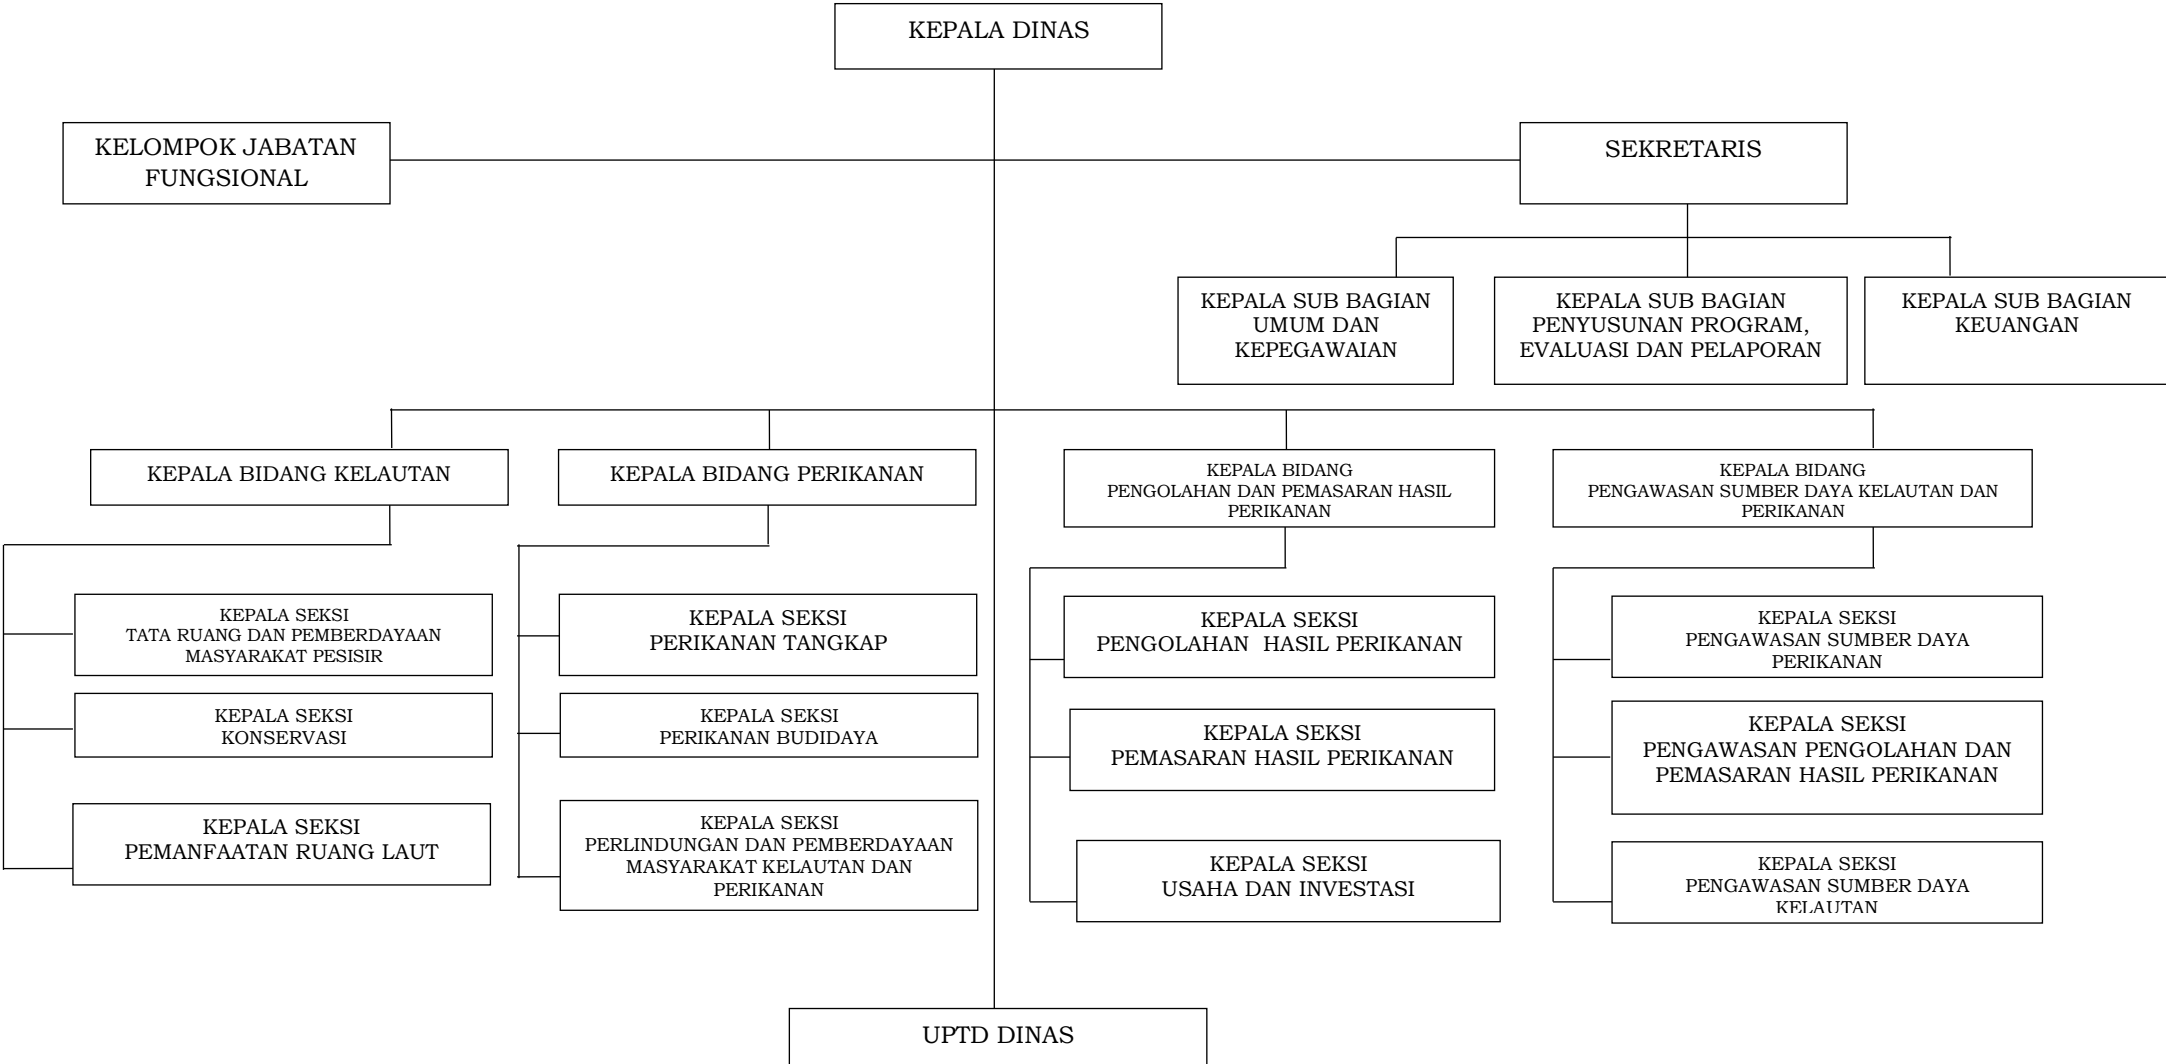 KEPALA DINAS
KELOMPOK JABATAN
FUNGSIONAL
SEKRETARIS
KEPALA SUB BAGIAN
UMUM DAN
KEPEGAWAIAN
KEPALA SUB BAGIAN
PENYUSUNAN PROGRAM,
EVALUASI DAN PELAPORAN
KEPALA SUB BAGIAN
KEUANGAN
KEPALA BIDANG KELAUTAN
KEPALA BIDANG PERIKANAN
KEPALA BIDANG
PENGOLAHAN DAN PEMASARAN HASIL
PERIKANAN
KEPALA BIDANG
PENGAWASAN SUMBER DAYA KELAUTAN DAN
PERIKANAN
KEPALA SEKSI
TATA RUANG DAN PEMBERDAYAAN
MASYARAKAT PESISIR
KEPALA SEKSI
KONSERVASI
KEPALA SEKSI
PEMANFAATAN RUANG LAUT
KEPALA SEKSI
PERIKANAN TANGKAP
KEPALA SEKSI
PERIKANAN BUDIDAYA
KEPALA SEKSI
PERLINDUNGAN DAN PEMBERDAYAAN
MASYARAKAT KELAUTAN DAN
PERIKANAN
KEPALA SEKSI
PENGOLAHAN  HASIL PERIKANAN
KEPALA SEKSI
PEMASARAN HASIL PERIKANAN
KEPALA SEKSI
USAHA DAN INVESTASI
KEPALA SEKSI
PENGAWASAN SUMBER DAYA
PERIKANAN
KEPALA SEKSI
PENGAWASAN PENGOLAHAN DAN
PEMASARAN HASIL PERIKANAN
KEPALA SEKSI
PENGAWASAN SUMBER DAYA
KELAUTAN
UPTD DINAS